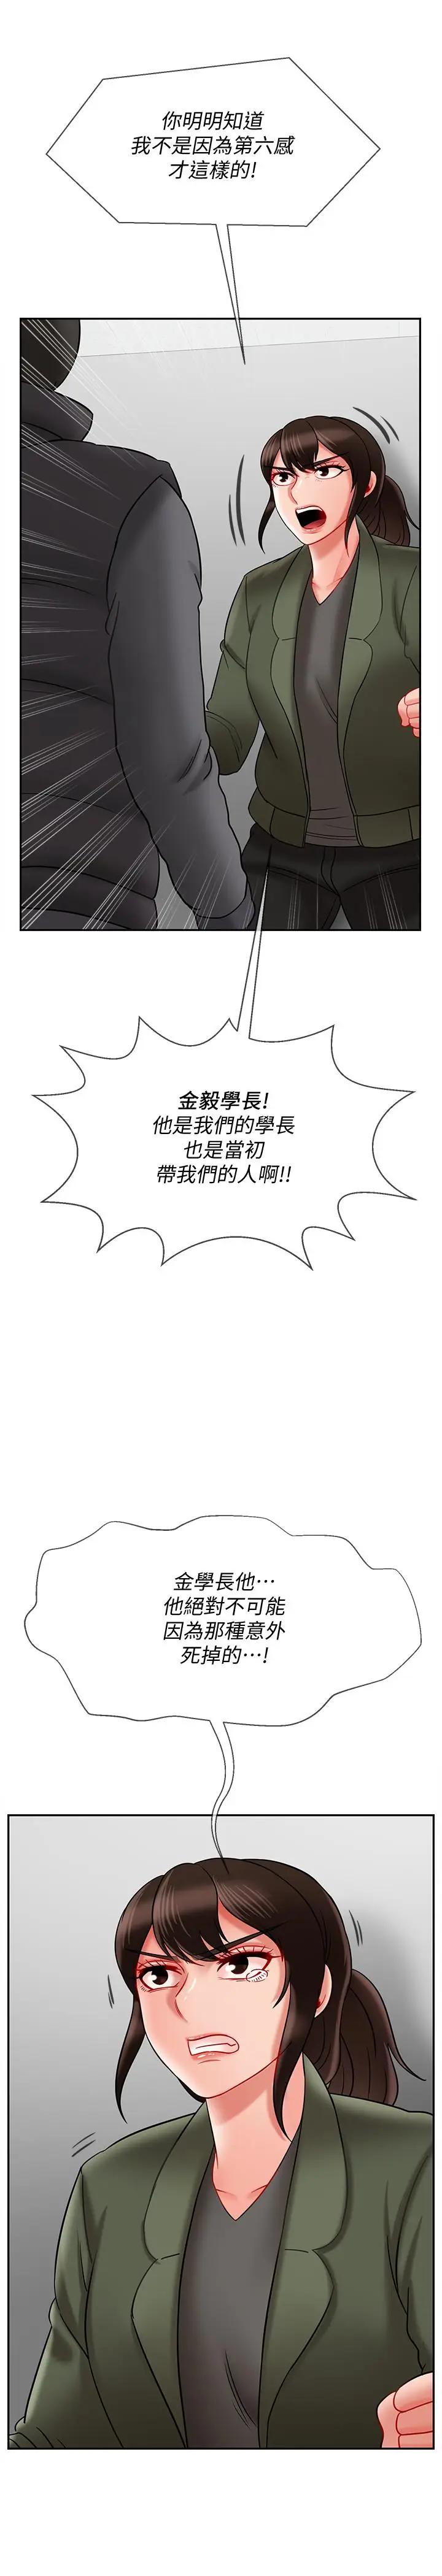 你明明知道
我不是因為第六感
才這樣的!
金毅學長!
他是我們的學長
也是當初
帶我們的人啊!!
金學長他⋯
他絕對不可能
因為那種意外
死掉的⋯!